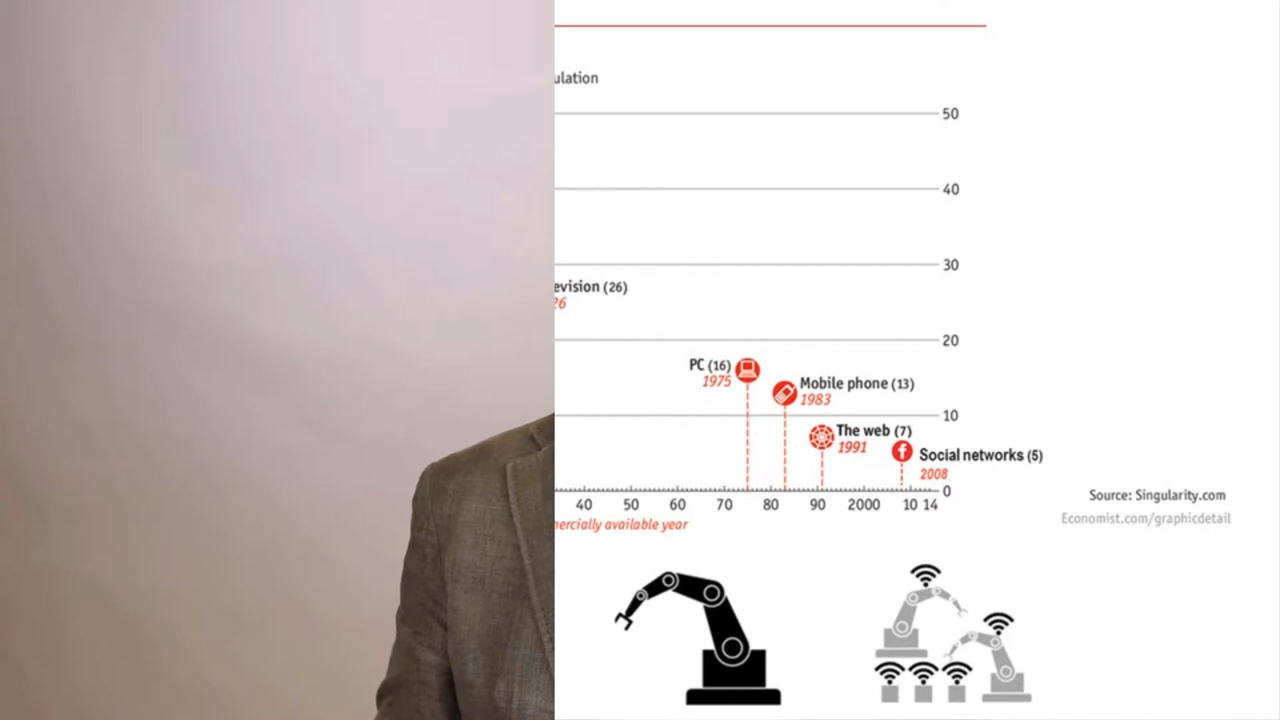 ulation
50
40
30
evision (26)
26
20
PC (16)
1975
Mobile phone (13)
1983
10
The web (7)
1991
Social networks (5)
2008
0
40 50 60 70 80 90 2000 10 14
Source: Singularity.com
mercially available year
Economist.com/graphicdetail